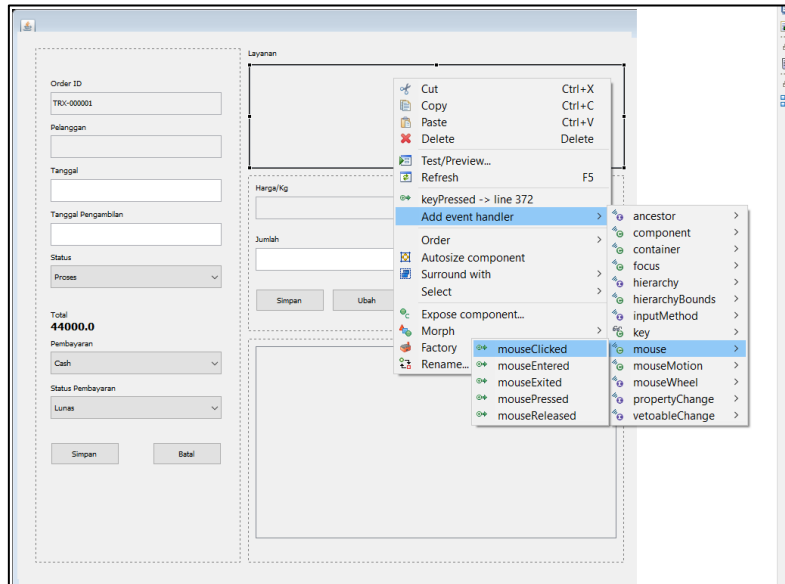 Layanan
Order ID
TRX-000001
Pelanggan
Tanggal
Tanggal Pengambilan
Status
Proses
Total
44000.0
Pembayaran
Cash
Status Pembayaran
Lunas
Simpan
Batal
Harga/Kg
Jumlah
Simpan
Ubah
Cut Ctrl+X
Copy Ctrl+C
Paste Ctrl+V
Delete Delete
Test/Preview...
Refresh F5
keyPressed -> line 372
Add event handler
Order
Autosize component
Surround with
Select
Expose component...
Morph
Factory
Rename...
ancestor
component
container
focus
hierarchy
hierarchyBounds
inputMethod
key
mouse
mouseMotion
mouseWheel
propertyChange
vetoableChange
mouseClicked
mouseEntered
mouseExited
mousePressed
mouseReleased